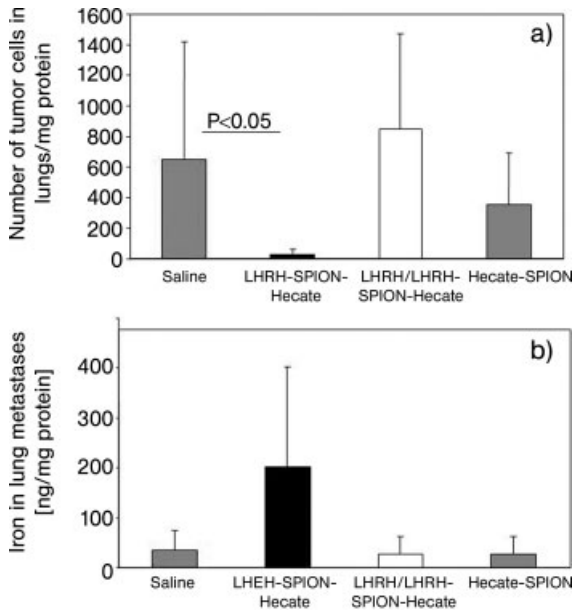 Number of tumor cells in
lungs/mg protein
1600
1400
1200
1000
800
600
400
200
0
a)
P<0.05
Saline
LHRH-SPION-
Hecate
LHRH/LHRH-
SPION-Hecate
Hecate-SPION
Iron in lung metastases
[ng/mg protein]
400
300
200
100
0
b)
Saline
LHEH-SPION-
Hecate
LHRH/LHRH-
SPION-Hecate
Hecate-SPION